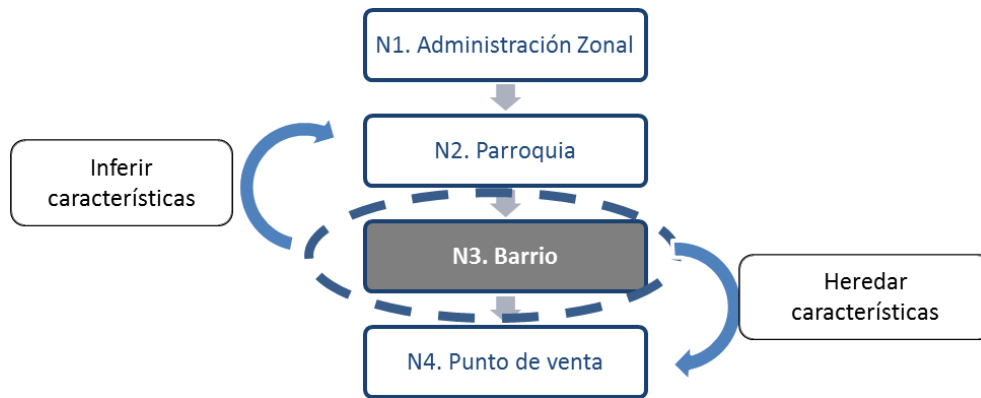 N1. Administración Zonal
N2. Parroquia
Inferir
características
N3. Barrio
Heredar
características
N4. Punto de venta